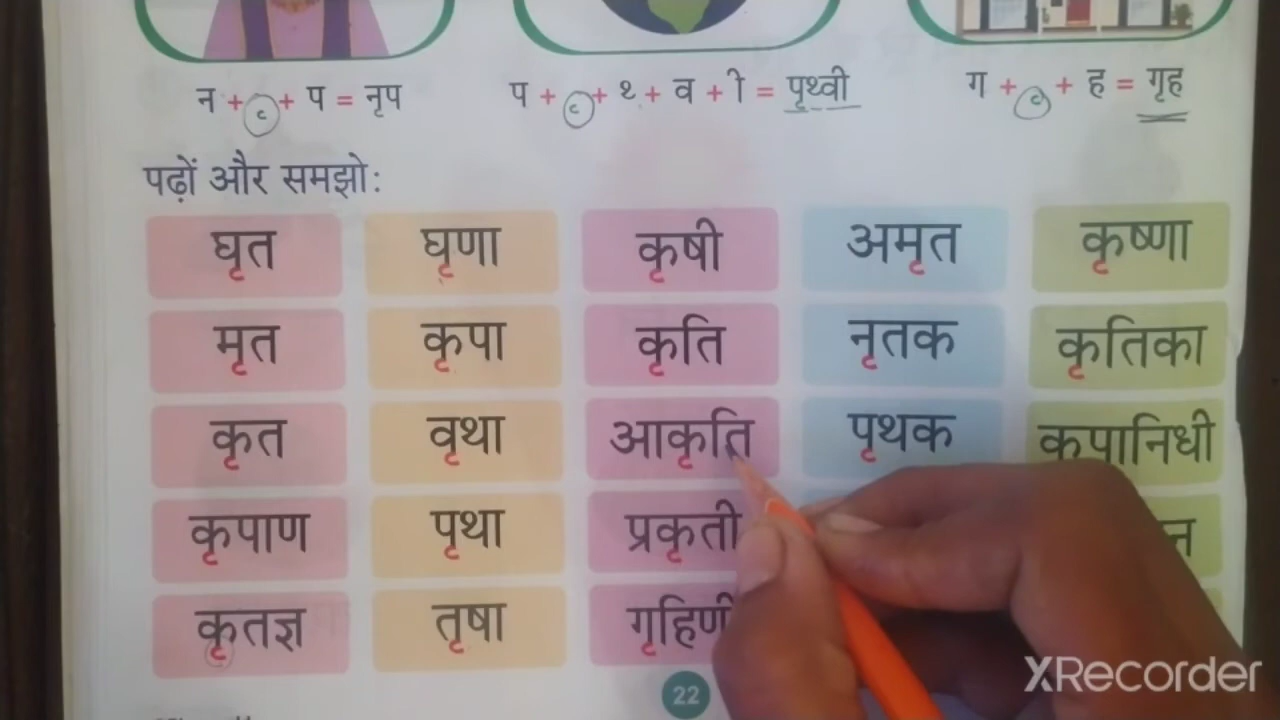 न + ृ + प = नृप    प + ृ + थ् + व + ी = पृथ्वी    ग + ृ + ह = गृह
पढ़ों और समझो:
घृत    घृणा    कृषी    अमृत    कृष्णा
मृत    कृपा    कृति    नृतक    कृतिका
कृत    वृथा    आकृति    पृथक    कृपानिधी
कृपाण    पृथा    प्रकृती
कृतज्ञ    तृषा    गृहिणी
22
XRecorder